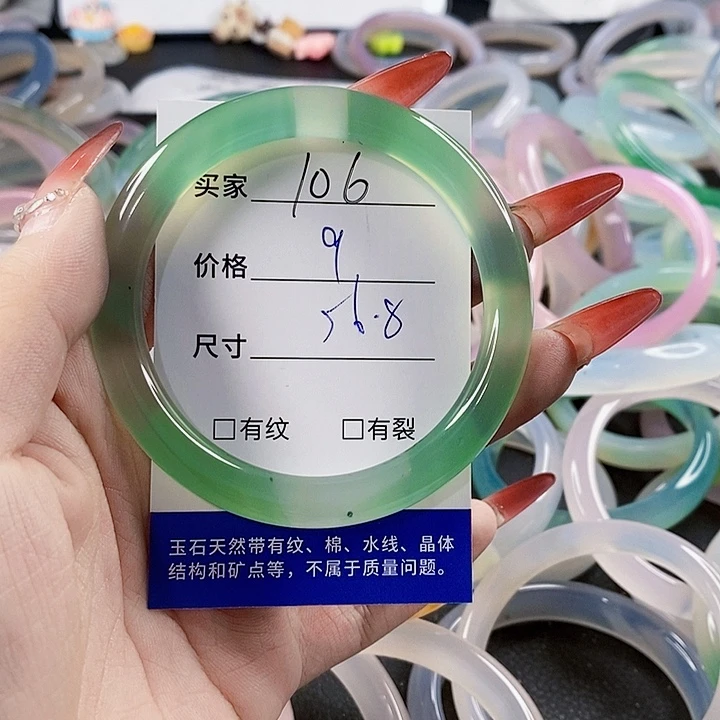 买家 106
价格 9
尺寸 56.8
□有纹 □有裂
玉石天然带有纹、棉、水线、晶体
结构和矿点等，不属于质量问题。